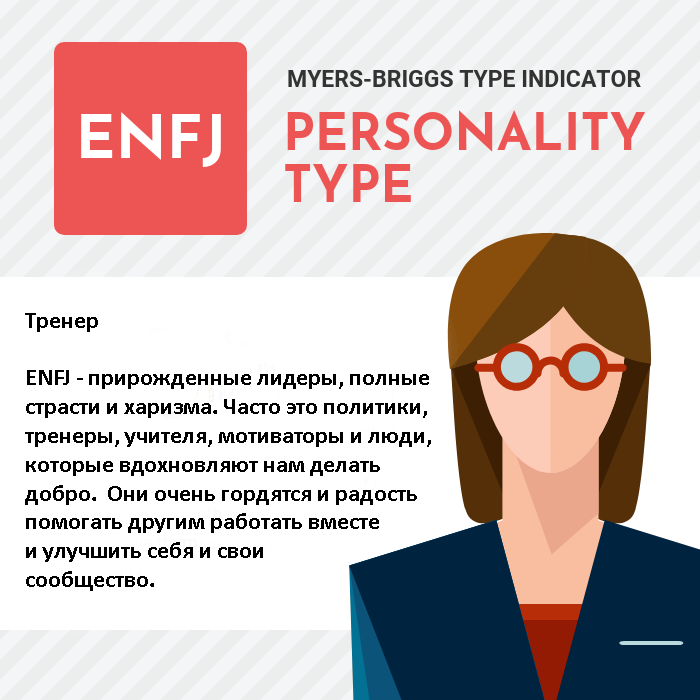 ENFJ
MYERS-BRIGGS TYPE INDICATOR
PERSONALITY
TYPE
Тренер
ENFJ - прирожденные лидеры, полные
страсти и харизма. Часто это политики,
тренеры, учителя, мотиваторы и люди,
которые вдохновляют нам делать
добро. Они очень гордятся и радость
помогать другим работать вместе
и улучшить себя и свои
сообщество.